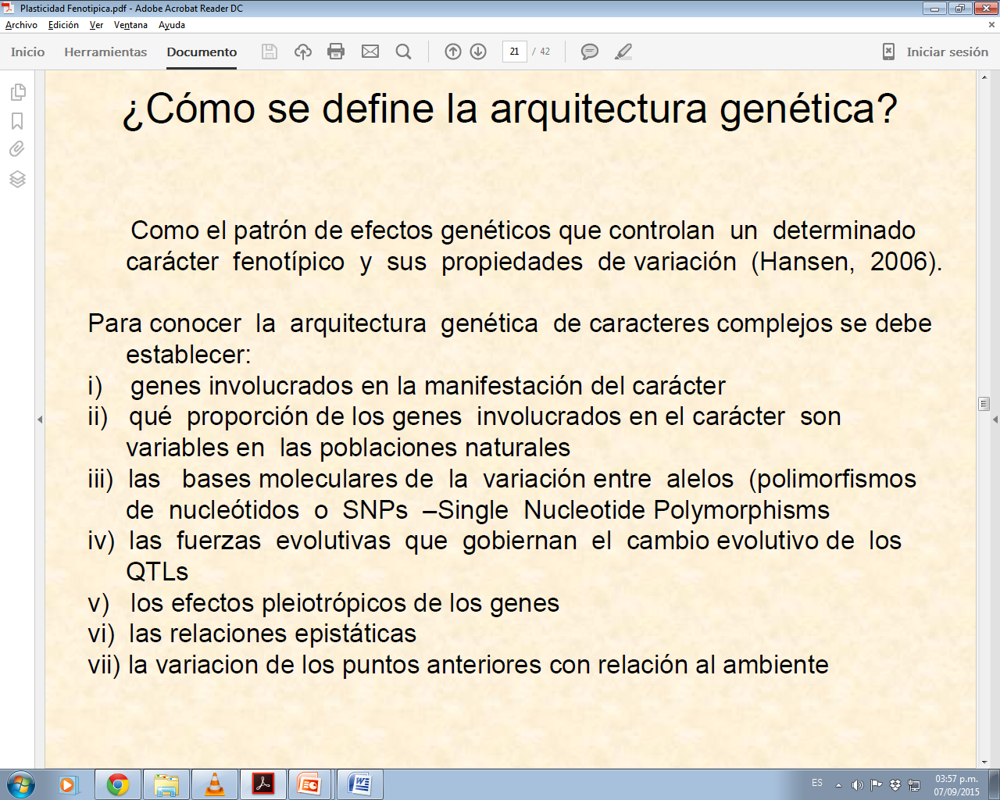 Plasticidad Fenotipica.pdf - Adobe Acrobat Reader DC
Archivo Edición Ver Ventana Ayuda
Inicio Herramientas Documento 21 / 42 Iniciar sesión
¿Cómo se define la arquitectura genética?
Como el patrón de efectos genéticos que controlan un determinado
carácter fenotípico y sus propiedades de variación (Hansen, 2006).
Para conocer la arquitectura genética de caracteres complejos se debe
establecer:
i) genes involucrados en la manifestación del carácter
ii) qué proporción de los genes involucrados en el carácter son
variables en las poblaciones naturales
iii) las bases moleculares de la variación entre alelos (polimorfismos
de nucleótidos o SNPs –Single Nucleotide Polymorphisms
iv) las fuerzas evolutivas que gobiernan el cambio evolutivo de los
QTLs
v) los efectos pleiotrópicos de los genes
vi) las relaciones epistáticas
vii) la variacion de los puntos anteriores con relación al ambiente
ES 03:57 p.m.
07/09/2015